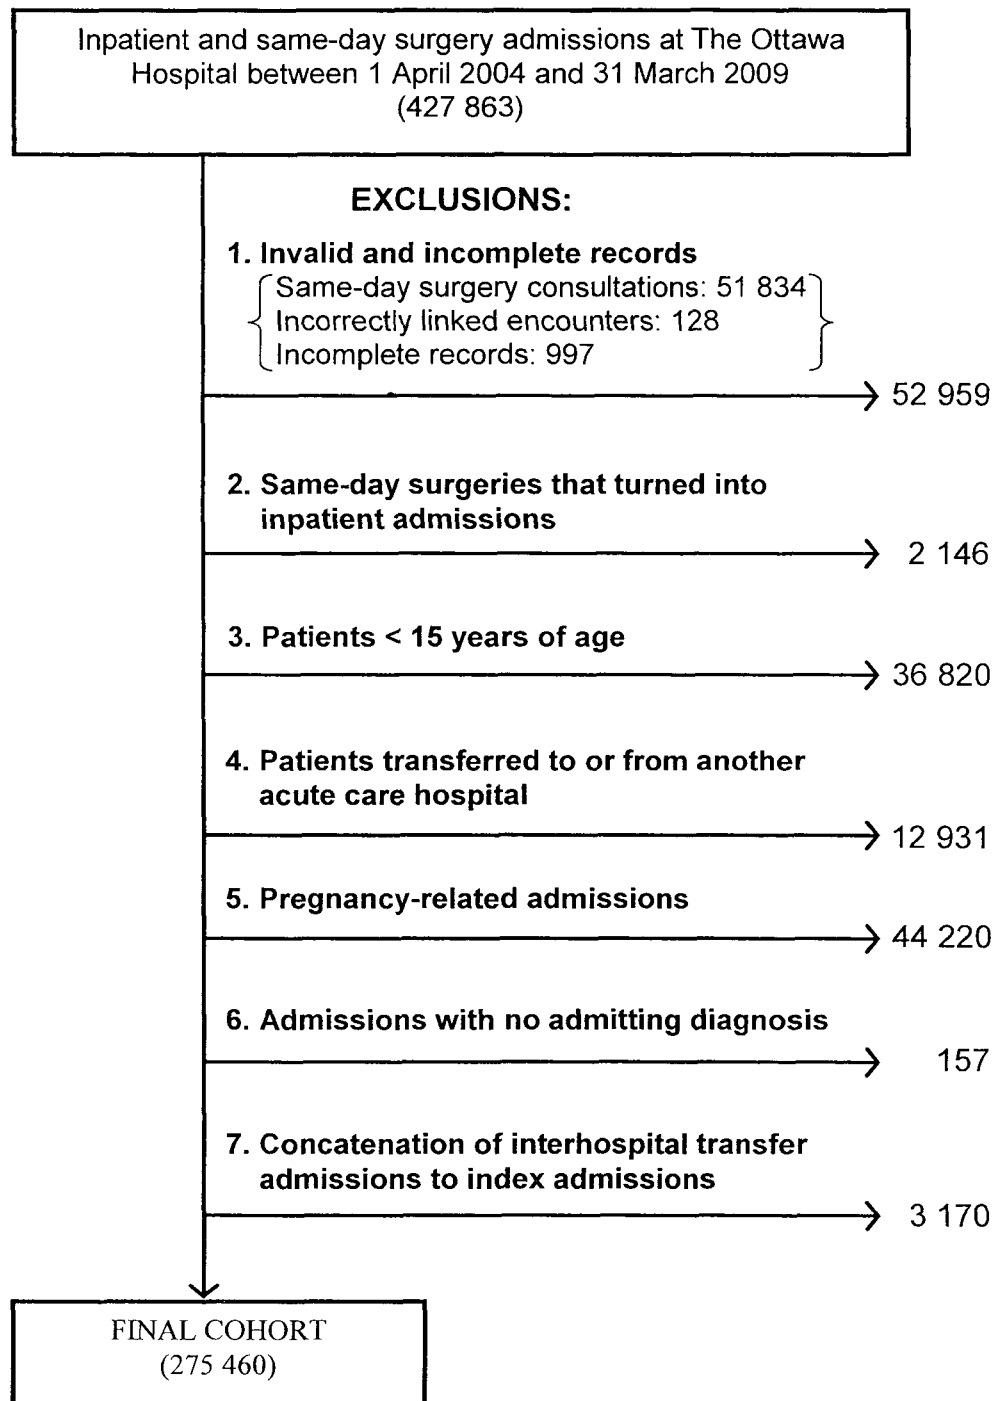 Inpatient and same-day surgery admissions at The Ottawa
Hospital between 1 April 2004 and 31 March 2009
(427 863)
EXCLUSIONS:
1. Invalid and incomplete records
Same-day surgery consultations: 51 834
Incorrectly linked encounters: 128
Incomplete records: 997
52 959
2. Same-day surgeries that turned into
inpatient admissions
2 146
3. Patients < 15 years of age
36 820
4. Patients transferred to or from another
acute care hospital
12 931
5. Pregnancy-related admissions
44 220
6. Admissions with no admitting diagnosis
157
7. Concatenation of interhospital transfer
admissions to index admissions
3 170
FINAL COHORT
(275 460)